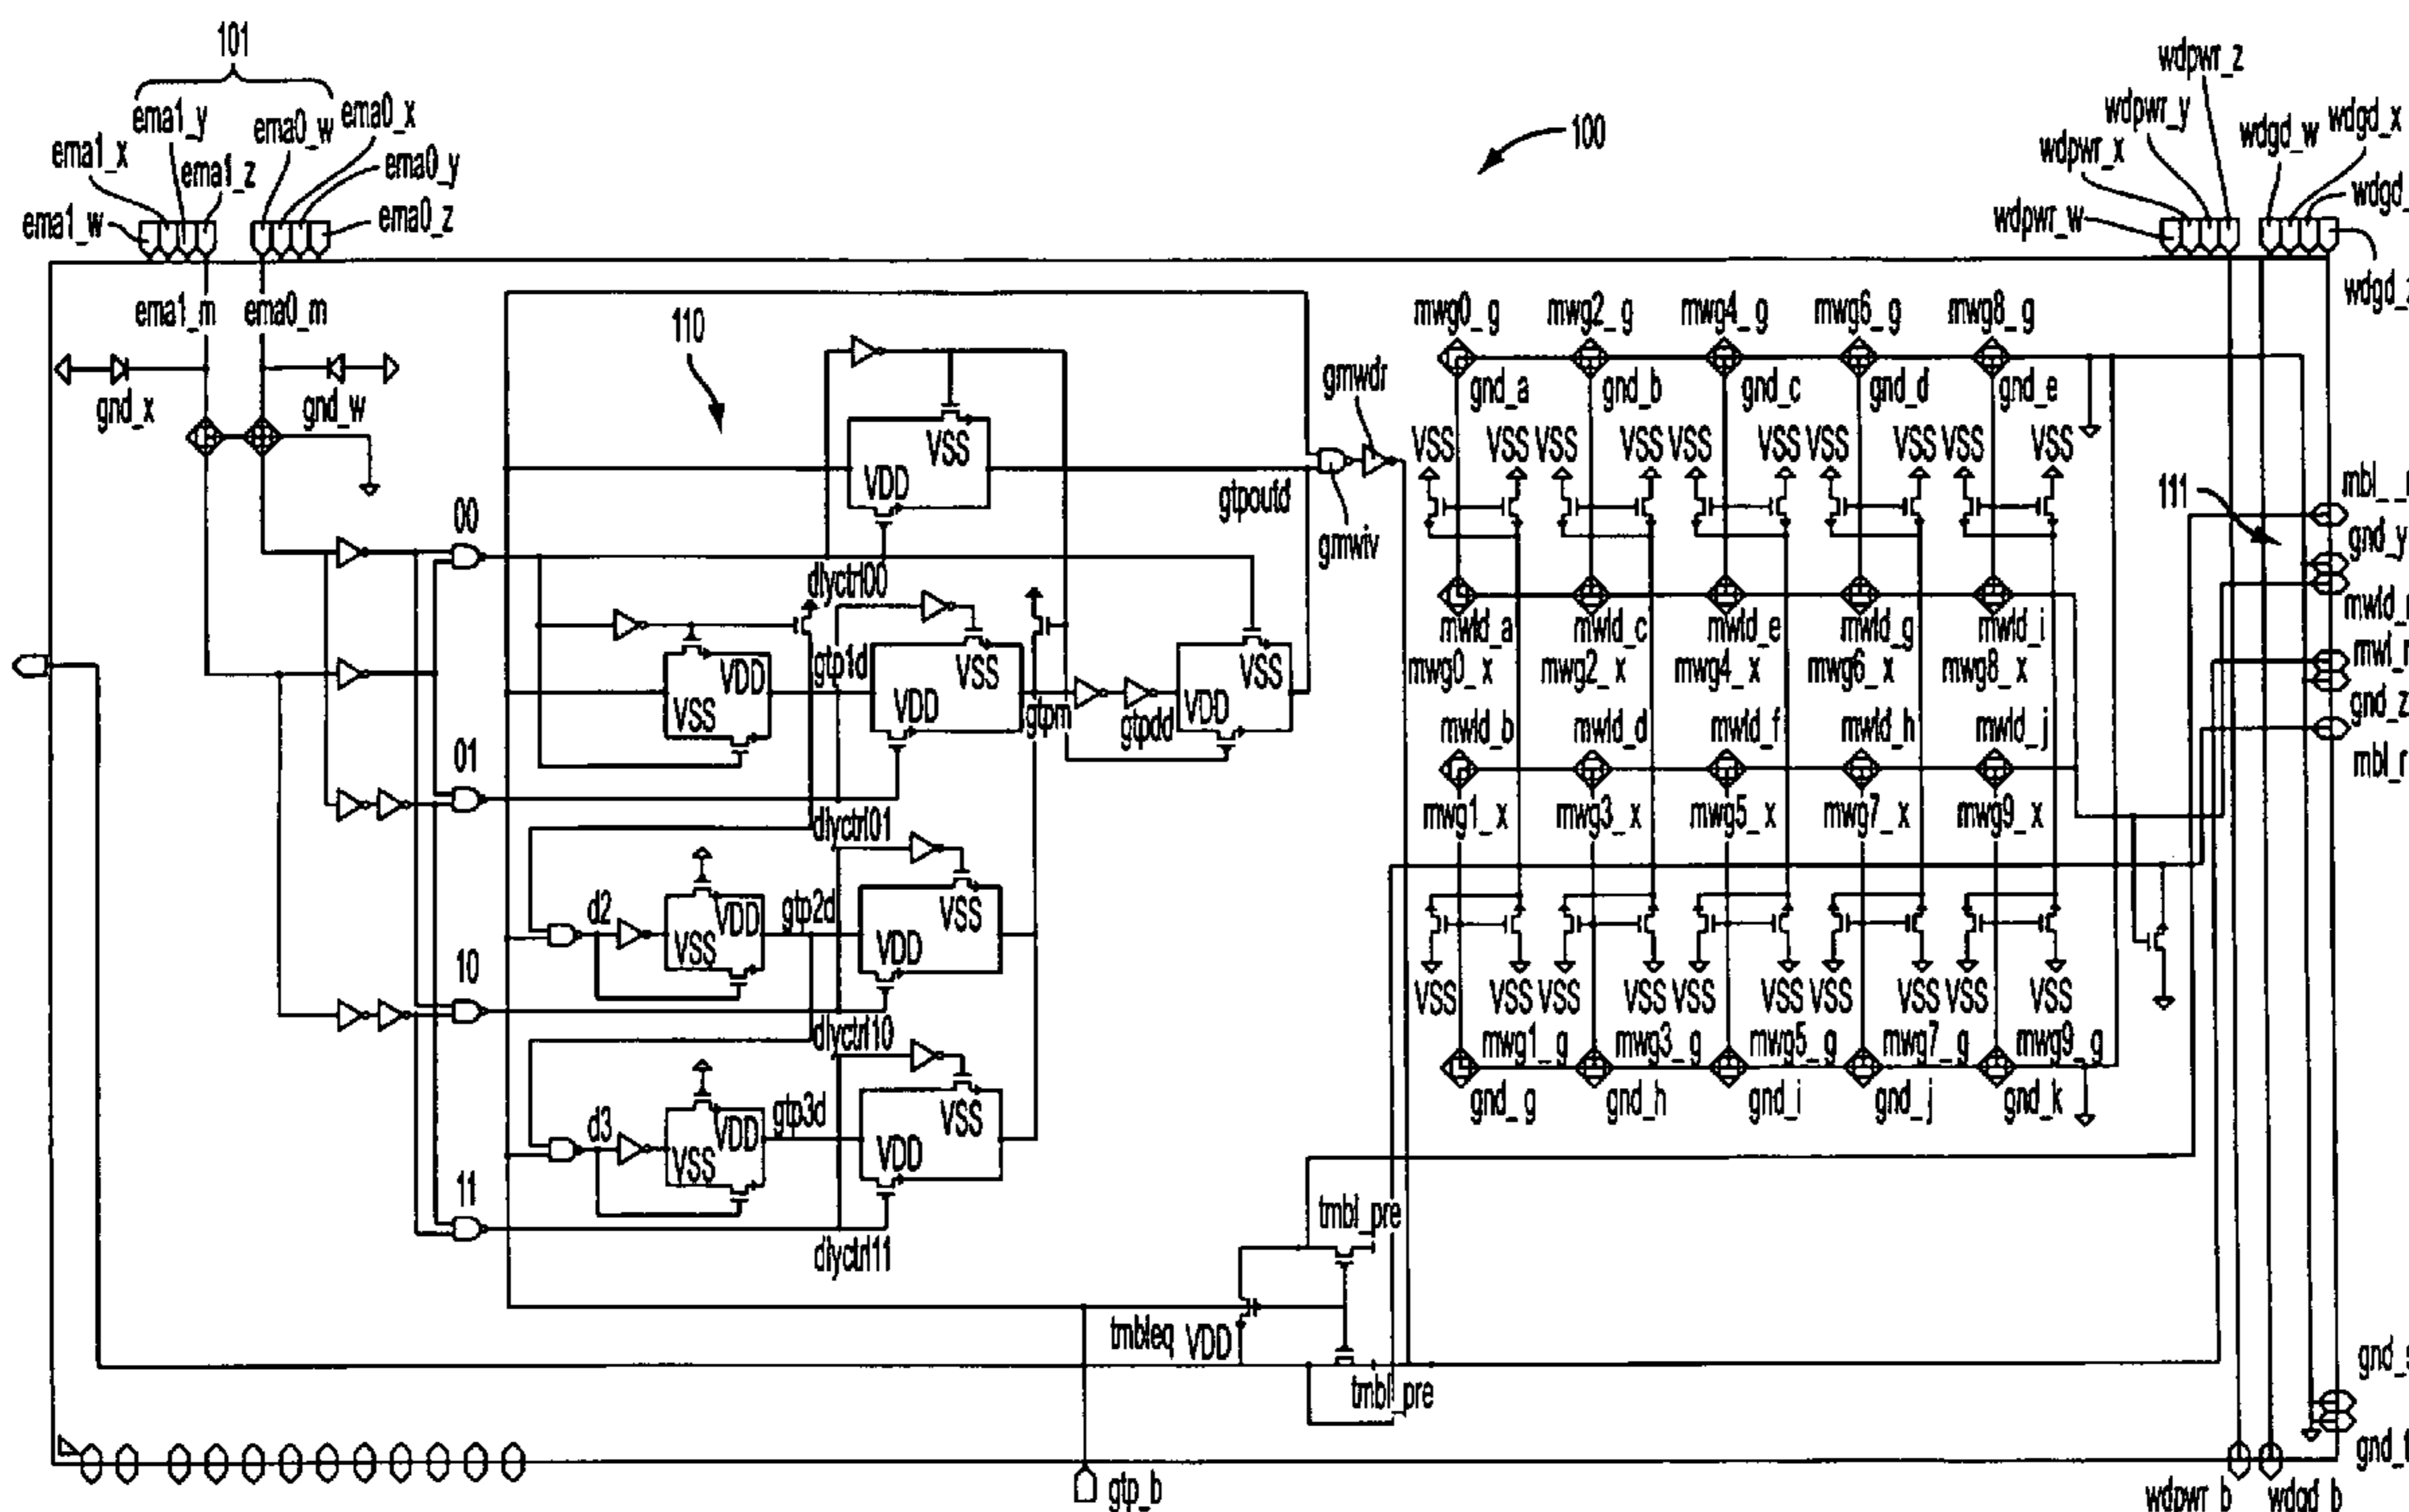 101
ema1_y
ema0_w
ema0_x
ema1_x
ema1_z
ema0_y
ema1_w
ema0_z
100
wdpwr_z
wdpwr_y
wdgd_w
wdgd_x
wdpwr_x
wdpwr_w
ema1_m
ema0_m
gnd_x
gnd_w
110
gmwdr
gmwiv
gtpoutd
VSS
VDD
mwg0_g
mwg2_g
mwg4_g
mwg6_g
mwg8_g
gnd_a
gnd_b
gnd_c
gnd_d
gnd_e
VSS
VSS
VSS
VSS
VSS
VSS
VSS
VSS
VSS
VSS
111
gnd_y
00
dlyctrl00
mwld_a
mwld_c
mwld_e
mwld_g
mwld_i
mwg0_x
mwg2_x
mwg4_x
mwg6_x
mwg8_x
VDD
VSS
gtp1d
VSS
VDD
gtpm
gtpdd
VSS
VDD
gnd_z
mbl_r
mwld_b
mwld_d
mwld_f
mwld_h
mwld_j
mwg1_x
mwg3_x
mwg5_x
mwg7_x
mwg9_x
01
dlyctrl01
d2
VDD
VSS
gtp2d
VSS
VDD
10
dlyctrl10
VSS
VSS
VSS
VSS
VSS
VSS
VSS
VSS
VSS
VSS
mwg1_g
mwg3_g
mwg5_g
mwg7_g
mwg9_g
gnd_g
gnd_h
gnd_i
gnd_j
gnd_k
d3
VDD
VSS
gtp3d
VSS
VDD
11
dlyctrl11
tmbl_pre
tmbleq
VDD
tmbl_pre
gtp_b
wdpwr_b
wdgd_b